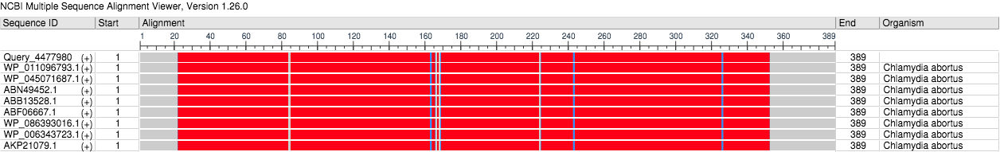 NCBI Multiple Sequence Alignment Viewer, Version 1.26.0
Sequence ID Start Alignment End Organism
1 20 40 60 80 100 120 140 160 180 200 220 240 260 280 300 320 340 360 389
Query_4477980 (+) 1 389
WP_011096793.1 (+) 1 389 Chlamydia abortus
WP_045071687.1 (+) 1 389 Chlamydia abortus
ABN49452.1 (+) 1 389 Chlamydia abortus
ABB13528.1 (+) 1 389 Chlamydia abortus
ABF06667.1 (+) 1 389 Chlamydia abortus
WP_086393016.1 (+) 1 389 Chlamydia abortus
WP_006343723.1 (+) 1 389 Chlamydia abortus
AKP21079.1 (+) 1 389 Chlamydia abortus